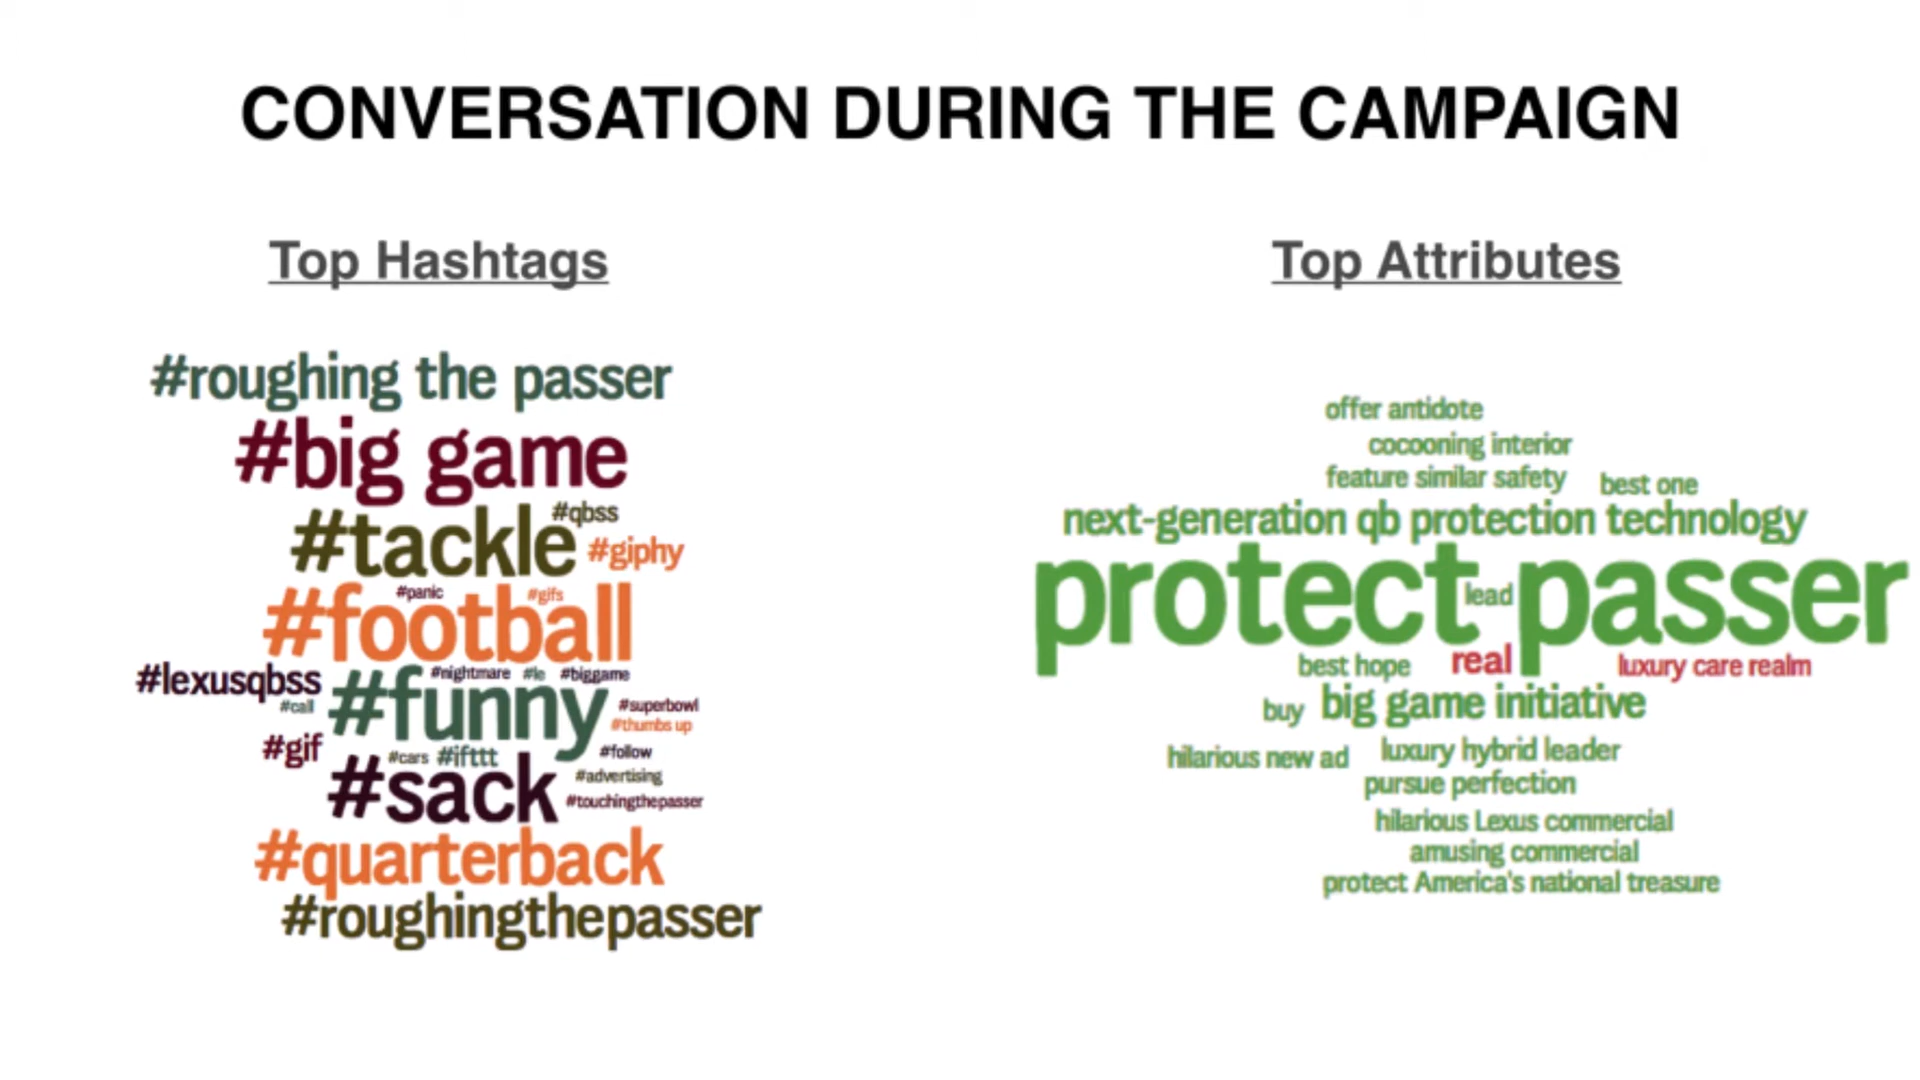 CONVERSATION DURING THE CAMPAIGN
Top Hashtags
#roughing the passer
#big game
#qbss
#tackle
#giphy
#panic
#gifs
#football
#nightmare
#le
#biggame
#lexusqbss
#funny
#call
#superbowl
#thumbs up
#gif
#cars
#ifttt
#follow
#sack
#advertising
#touchingthepasser
#quarterback
#roughingthepasser
Top Attributes
offer antidote
cocooning interior
feature similar safety
best one
next-generation qb protection technology
protect passer
lead
best hope
real
luxury care realm
buy
big game initiative
hilarious new ad
luxury hybrid leader
pursue perfection
hilarious Lexus commercial
amusing commercial
protect America's national treasure